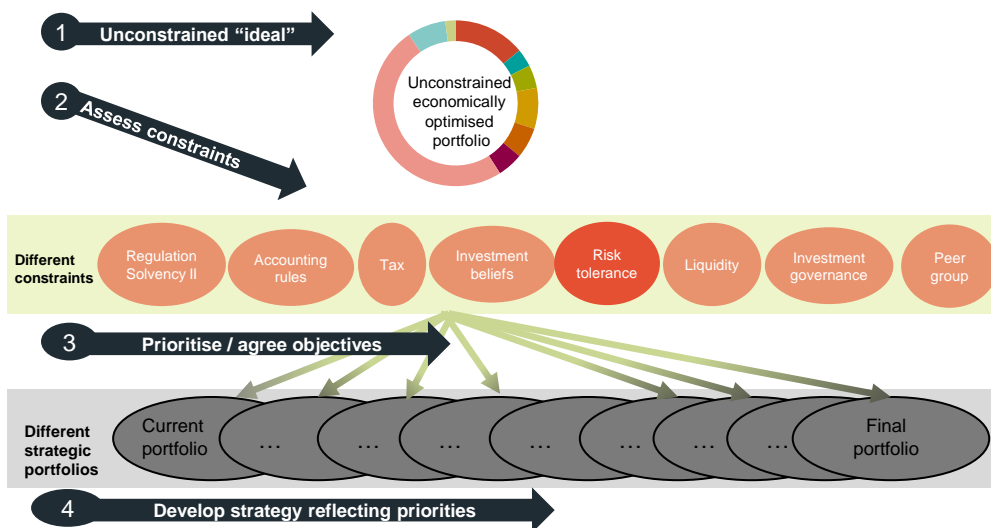 1
Unconstrained “ideal”
Unconstrained
economically
optimised
portfolio
2
Assess constraints
Different
constraints
Regulation
Solvency II
Accounting
rules
Tax
Investment
beliefs
Risk
tolerance
Liquidity
Investment
governance
Peer
group
3
Prioritise / agree objectives
Different
strategic
portfolios
Current
portfolio
...
...
...
...
...
...
...
Final
portfolio
4
Develop strategy reflecting priorities